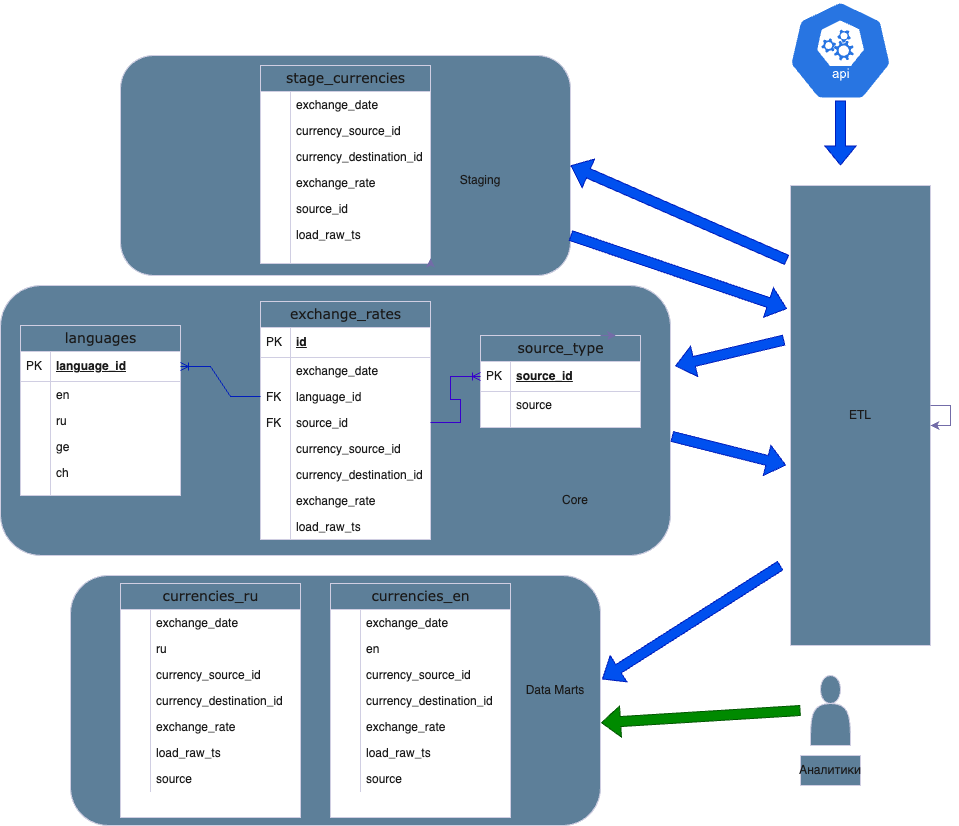 api
stage_currencies
exchange_date
currency_source_id
currency_destination_id
exchange_rate
source_id
load_raw_ts
Staging
languages
PK language_id
en
ru
ge
ch
exchange_rates
PK id
exchange_date
FK language_id
FK source_id
currency_source_id
currency_destination_id
exchange_rate
load_raw_ts
source_type
PK source_id
source
Core
ETL
currencies_ru
exchange_date
ru
currency_source_id
currency_destination_id
exchange_rate
load_raw_ts
source
currencies_en
exchange_date
en
currency_source_id
currency_destination_id
exchange_rate
load_raw_ts
source
Data Marts
Аналитики